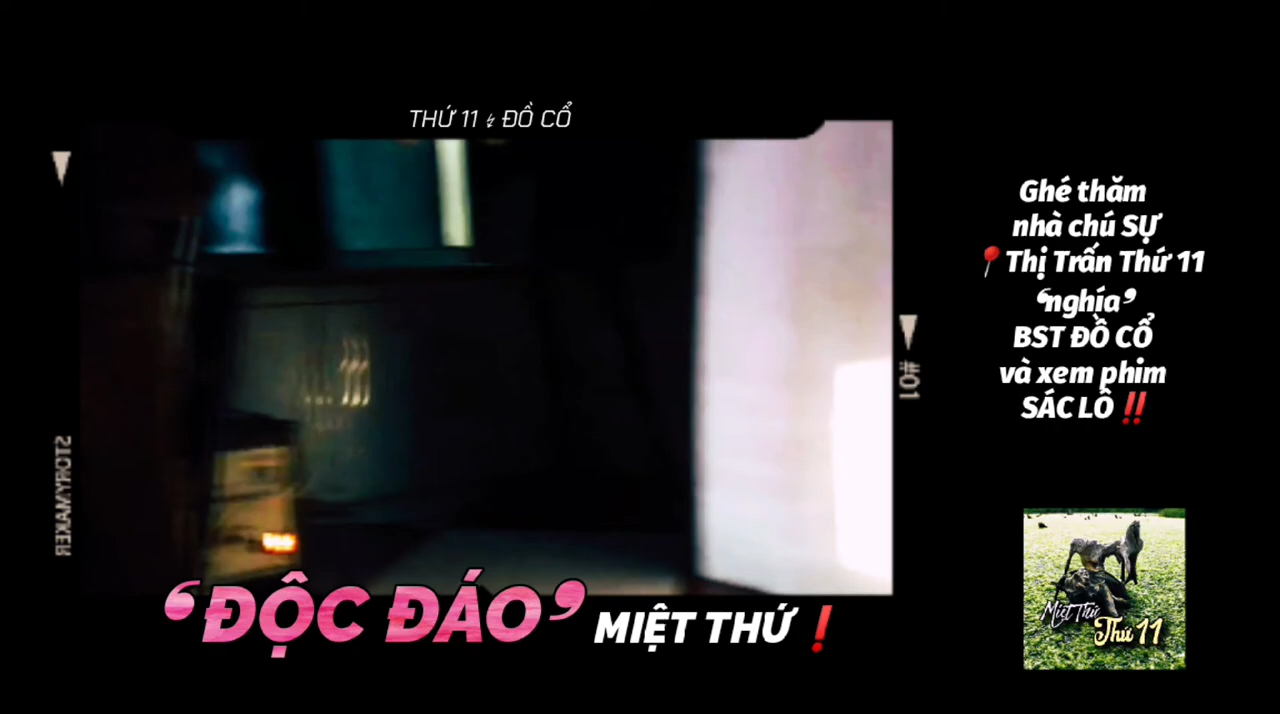 THỨ 11 ៛ ĐỒ CỔ
Ghé thăm
nhà chú SỰ
📍Thị Trấn Thứ 11
❛nghía❜
BST ĐỒ CỔ
và xem phim
SÁC LÔ ‼️
#01
STORYMAKER
❛ĐỘC ĐÁO❜ MIỆT THỨ ❗
Miệt Thứ
Thứ 11